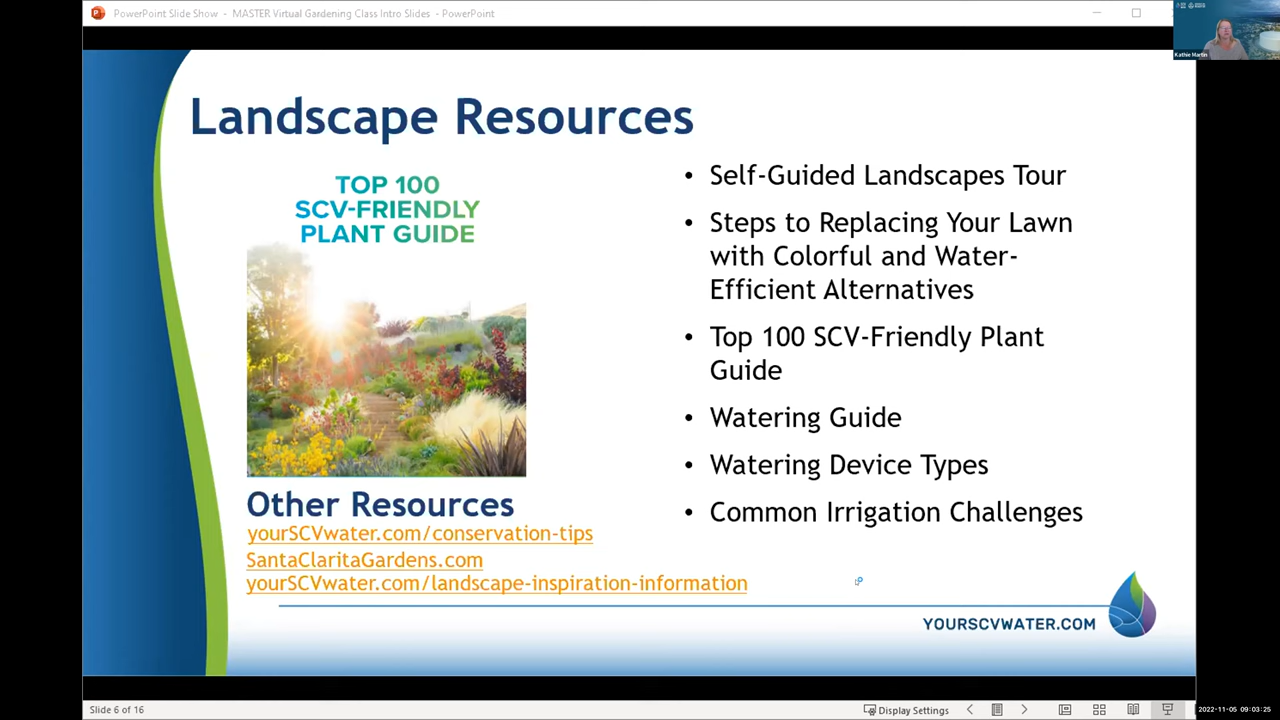 PowerPoint Slide Show - MASTER Virtual Gardening Class Intro Slides - PowerPoint
Kathie Martin
Landscape Resources
TOP 100
SCV-FRIENDLY
PLANT GUIDE
Other Resources
yourSCVwater.com/conservation-tips
SantaClaritaGardens.com
yourSCVwater.com/landscape-inspiration-information
• Self-Guided Landscapes Tour
• Steps to Replacing Your Lawn
with Colorful and Water-
Efficient Alternatives
• Top 100 SCV-Friendly Plant
Guide
• Watering Guide
• Watering Device Types
• Common Irrigation Challenges
YOURSCVWATER.COM
Slide 6 of 16
Display Settings
2022-11-05 09:03:25